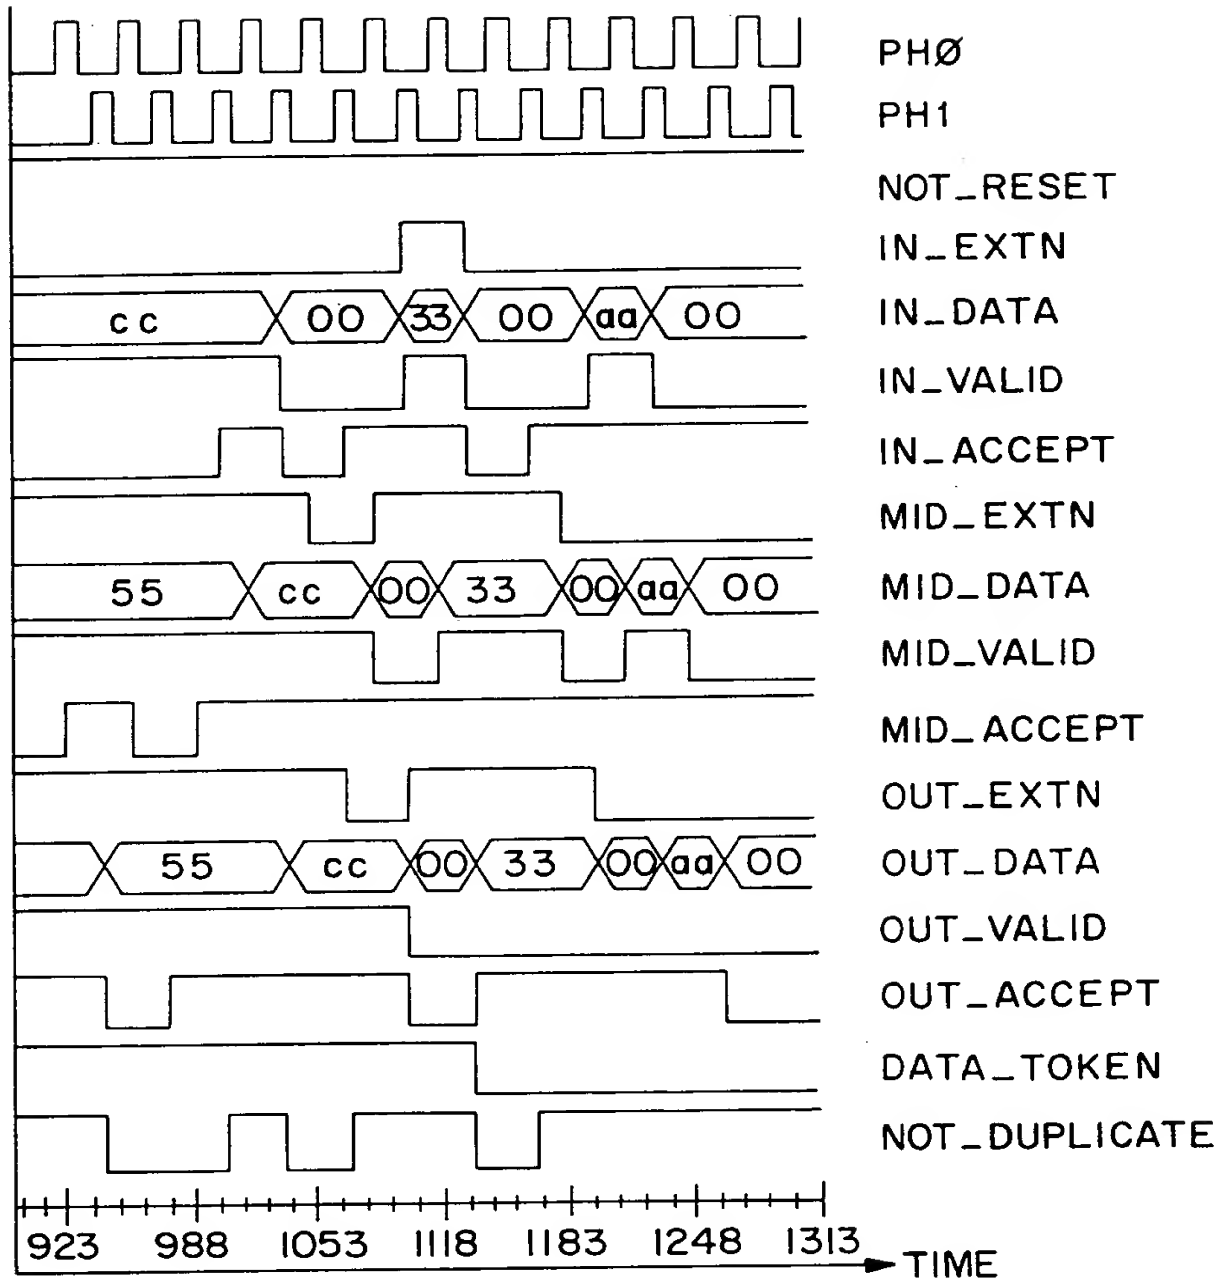 PHØ
PH1
NOT_RESET
IN_EXTN
cc 00 33 00 aa 00 IN_DATA
IN_VALID
IN_ACCEPT
MID_EXTN
55 cc 00 33 00 aa 00 MID_DATA
MID_VALID
MID_ACCEPT
OUT_EXTN
55 cc 00 33 00 aa 00 OUT_DATA
OUT_VALID
OUT_ACCEPT
DATA_TOKEN
NOT_DUPLICATE
923 988 1053 1118 1183 1248 1313
TIME